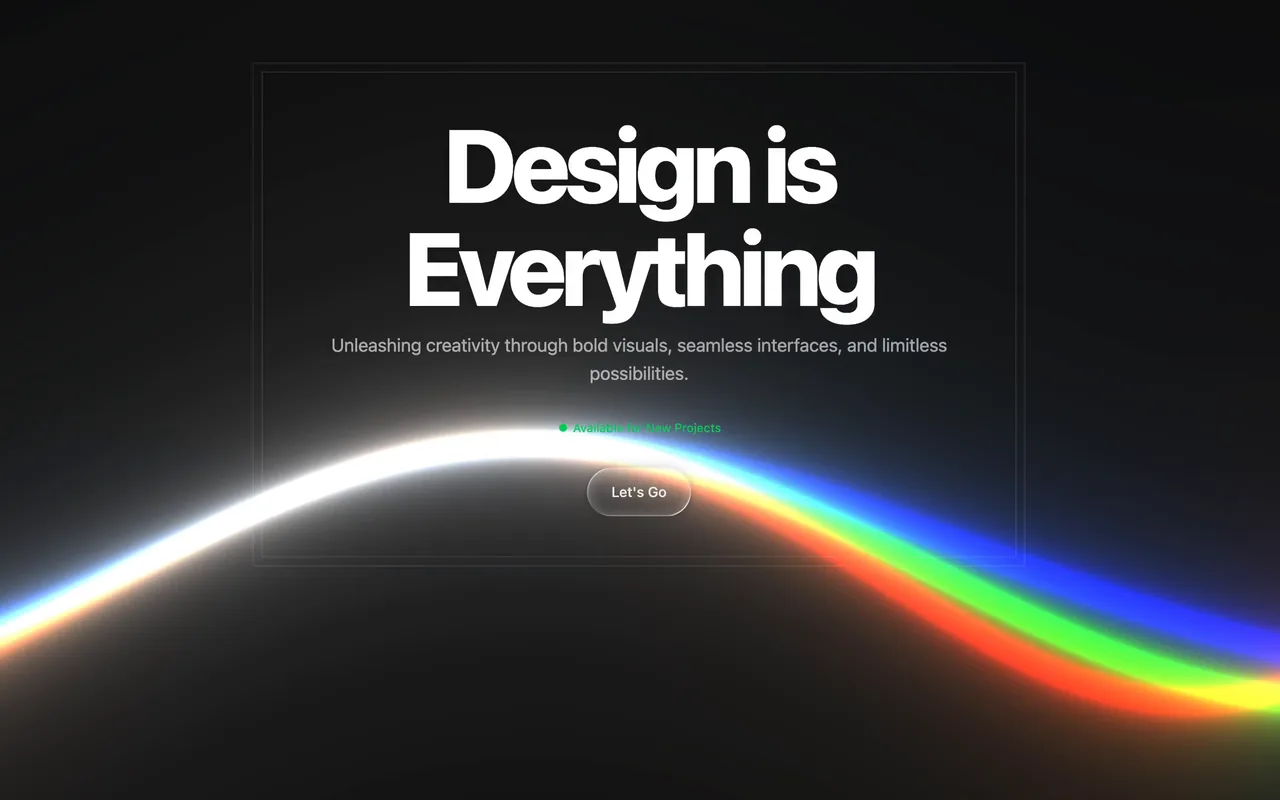 Design is
Everything
Unleashing creativity through bold visuals, seamless interfaces, and limitless
possibilities.
Available for New Projects
Let's Go